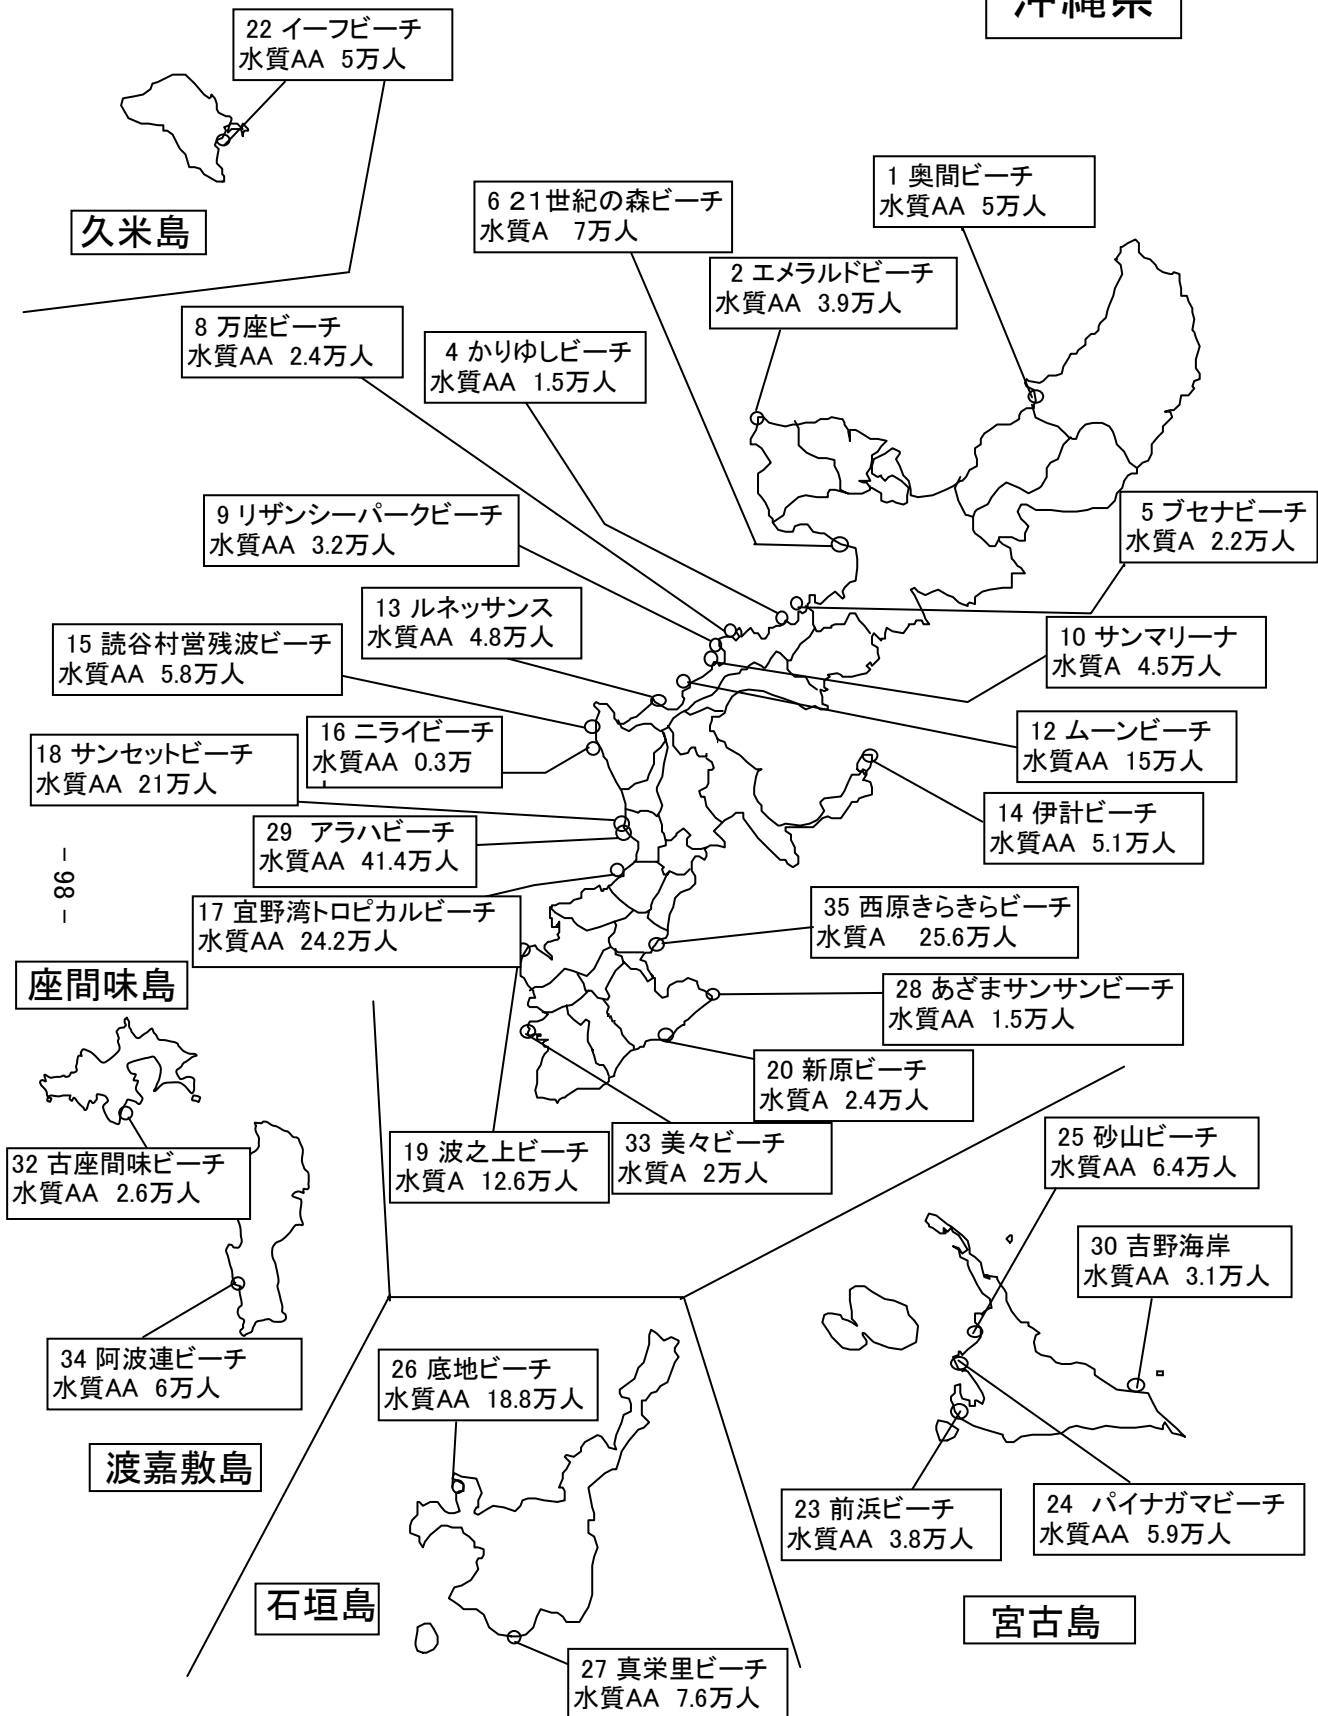 沖縄県
22 イーフビーチ
水質AA 5万人
久米島
1 奥間ビーチ
水質AA 5万人
6 21世紀の森ビーチ
水質A 7万人
2 エメラルドビーチ
水質AA 3.9万人
8 万座ビーチ
水質AA 2.4万人
4 かりゆしビーチ
水質AA 1.5万人
9 リザンシーパークビーチ
水質AA 3.2万人
5 ブセナビーチ
水質A 2.2万人
13 ルネッサンス
水質AA 4.8万人
10 サンマリーナ
水質A 4.5万人
15 読谷村営残波ビーチ
水質AA 5.8万人
16 ニライビーチ
水質AA 0.3万
12 ムーンビーチ
水質AA 15万人
18 サンセットビーチ
水質AA 21万人
14 伊計ビーチ
水質AA 5.1万人
29 アラハビーチ
水質AA 41.4万人
- 98 -
17 宜野湾トロピカルビーチ
水質AA 24.2万人
35 西原きらきらビーチ
水質A 25.6万人
座間味島
28 あざまサンサンビーチ
水質AA 1.5万人
20 新原ビーチ
水質A 2.4万人
19 波之上ビーチ
水質A 12.6万人
33 美々ビーチ
水質A 2万人
25 砂山ビーチ
水質AA 6.4万人
32 古座間味ビーチ
水質AA 2.6万人
30 吉野海岸
水質AA 3.1万人
34 阿波連ビーチ
水質AA 6万人
26 底地ビーチ
水質AA 18.8万人
渡嘉敷島
23 前浜ビーチ
水質AA 3.8万人
24 パイナガマビーチ
水質AA 5.9万人
石垣島
宮古島
27 真栄里ビーチ
水質AA 7.6万人